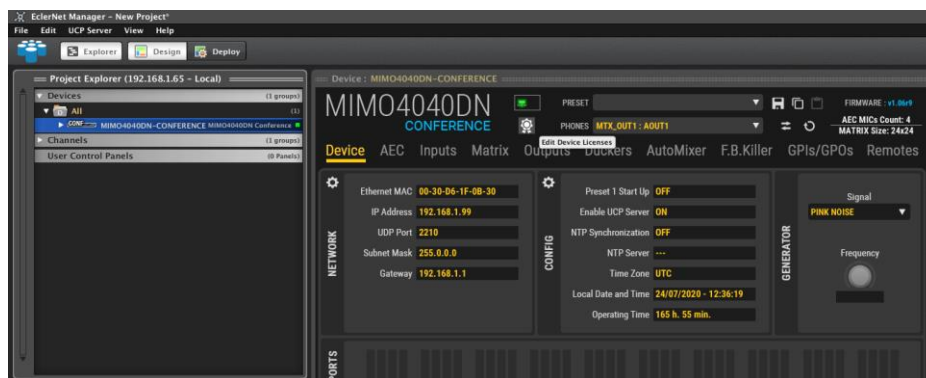 EclerNet Manager - New Project*
File Edit UCP Server View Help
Explorer Design Deploy
Project Explorer (192.168.1.65 - Local)
Devices (1 groups)
All (1)
CONF MIMO4040DN-CONFERENCE MIMO4040DN Conference
Channels (1 groups)
User Control Panels (0 Panels)
Device : MIMO4040DN-CONFERENCE
MIMO4040DN
CONFERENCE
PRESET
FIRMWARE : v1.06r9
PHONES MTX_OUT1 : AOUT1
AEC MICs Count: 4
MATRIX Size: 24x24
Edit Device Licenses
Device AEC Inputs Matrix Outputs Duckers AutoMixer F.B.Killer GPIs/GPOs Remotes
NETWORK
Ethernet MAC 00-30-D6-1F-0B-30
IP Address 192.168.1.99
UDP Port 2210
Subnet Mask 255.0.0.0
Gateway 192.168.1.1
CONFIG
Preset 1 Start Up OFF
Enable UCP Server ON
NTP Synchronization OFF
NTP Server ---
Time Zone UTC
Local Date and Time 24/07/2020 - 12:36:19
Operating Time 165 h. 55 min.
GENERATOR
Signal
PINK NOISE
Frequency
PORTS